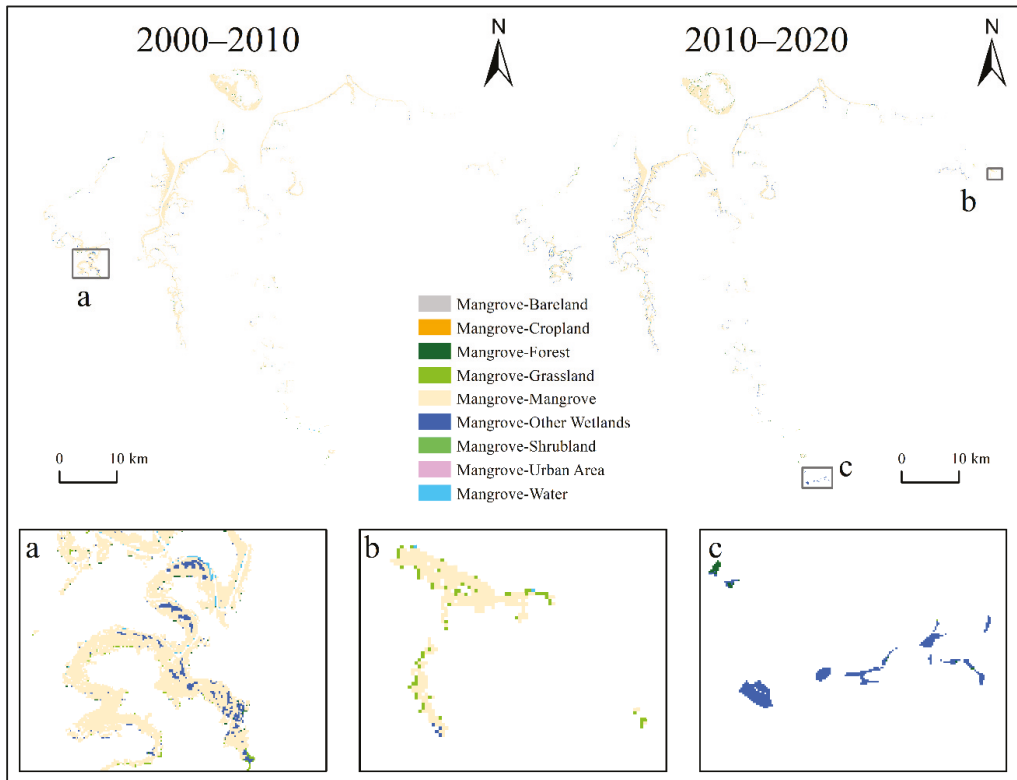 2000–2010
N
2010–2020
N
a
b
c
Mangrove-Bareland
Mangrove-Cropland
Mangrove-Forest
Mangrove-Grassland
Mangrove-Mangrove
Mangrove-Other Wetlands
Mangrove-Shrubland
Mangrove-Urban Area
Mangrove-Water
0 10 km
0 10 km
a
b
c